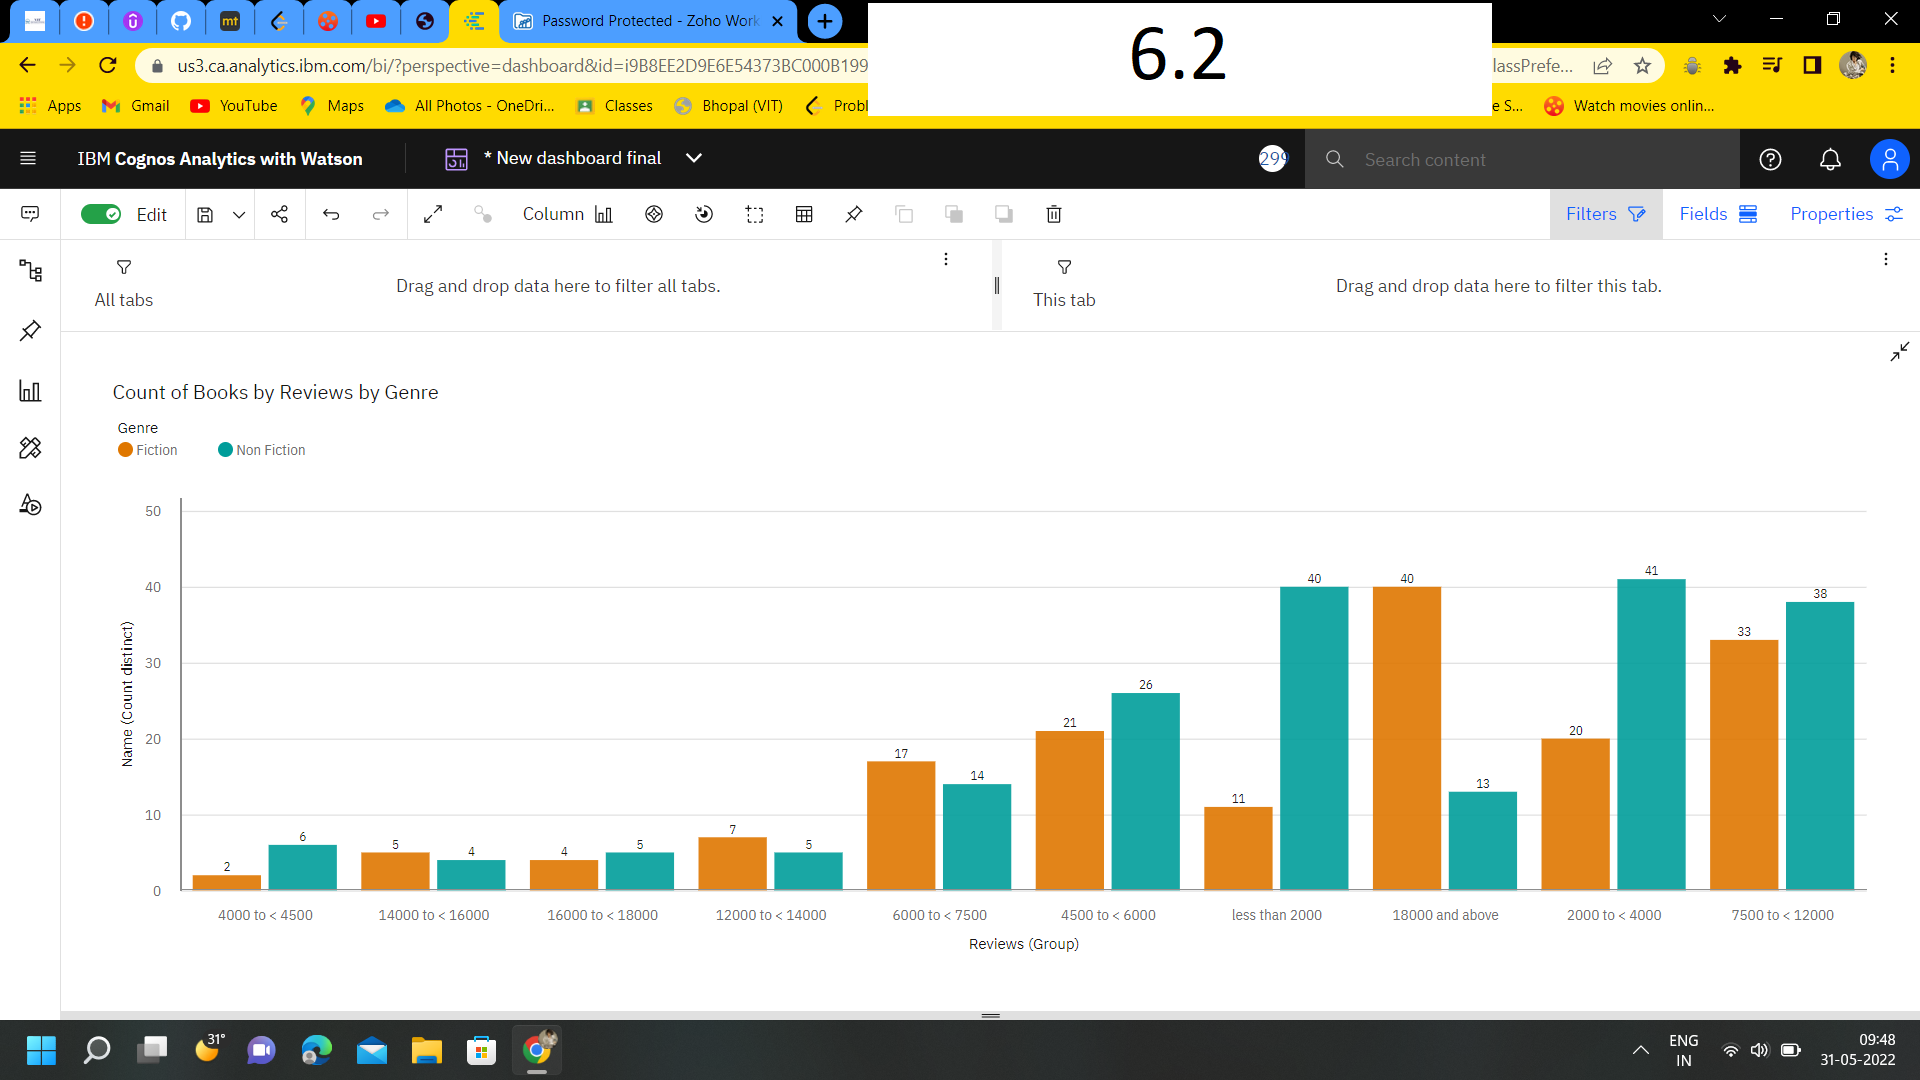 Password Protected - Zoho Work
6.2
us3.ca.analytics.ibm.com/bi/?perspective=dashboard&id=i9B8EE2D9E6E54373BC000B199
lassPrefe...
Apps Gmail YouTube Maps All Photos - OneDri... Classes Bhopal (VIT) Probl
e S... Watch movies onlin...
IBM Cognos Analytics with Watson
* New dashboard final
299
Search content
Edit
Column
Filters Fields Properties
All tabs
Drag and drop data here to filter all tabs.
This tab
Drag and drop data here to filter this tab.
Count of Books by Reviews by Genre
Genre
Fiction Non Fiction
Name (Count distinct)
50
40
30
20
10
0
2 6 5 4 4 5 7 5 17 14 21 26 11 40 40 13 20 41 33 38
4000 to < 4500 14000 to < 16000 16000 to < 18000 12000 to < 14000 6000 to < 7500 4500 to < 6000 less than 2000 18000 and above 2000 to < 4000 7500 to < 12000
Reviews (Group)
31°
ENG
IN
09:48
31-05-2022